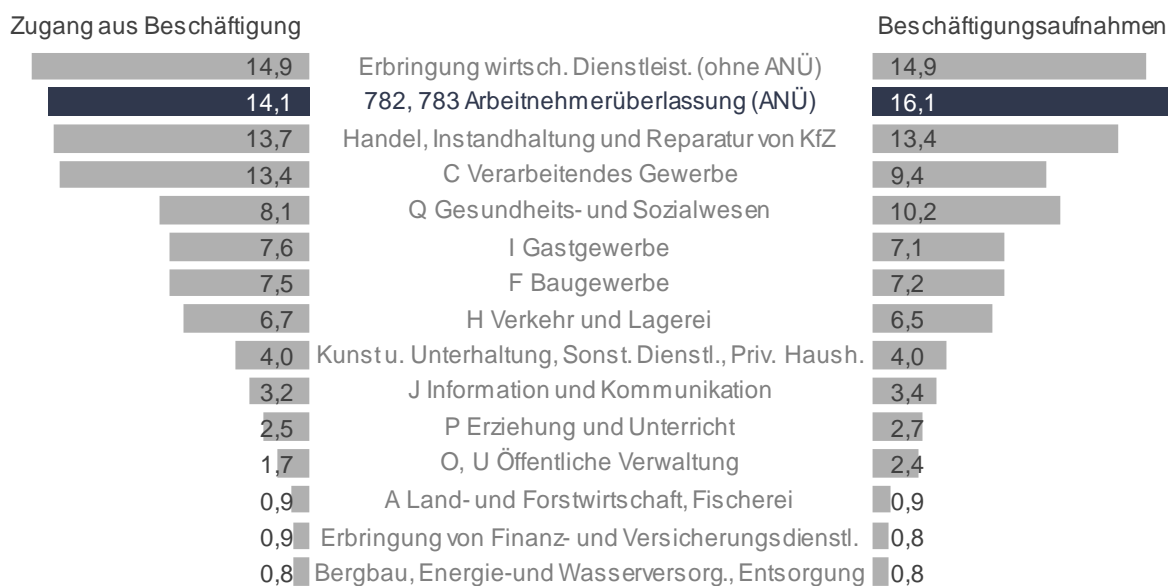 Zugang aus Beschäftigung Beschäftigungsaufnahmen
14,9 Erbringung wirtsch. Dienstleist. (ohne ANÜ) 14,9
14,1 782, 783 Arbeitnehmerüberlassung (ANÜ) 16,1
13,7 Handel, Instandhaltung und Reparatur von KfZ 13,4
13,4 C Verarbeitendes Gewerbe 9,4
8,1 Q Gesundheits- und Sozialwesen 10,2
7,6 I Gastgewerbe 7,1
7,5 F Baugewerbe 7,2
6,7 H Verkehr und Lagerei 6,5
4,0 Kunst u. Unterhaltung, Sonst. Dienstl., Priv. Haush. 4,0
3,2 J Information und Kommunikation 3,4
2,5 P Erziehung und Unterricht 2,7
1,7 O, U Öffentliche Verwaltung 2,4
0,9 A Land- und Forstwirtschaft, Fischerei 0,9
0,9 Erbringung von Finanz- und Versicherungsdienstl. 0,8
0,8 Bergbau, Energie-und Wasserversorg., Entsorgung 0,8